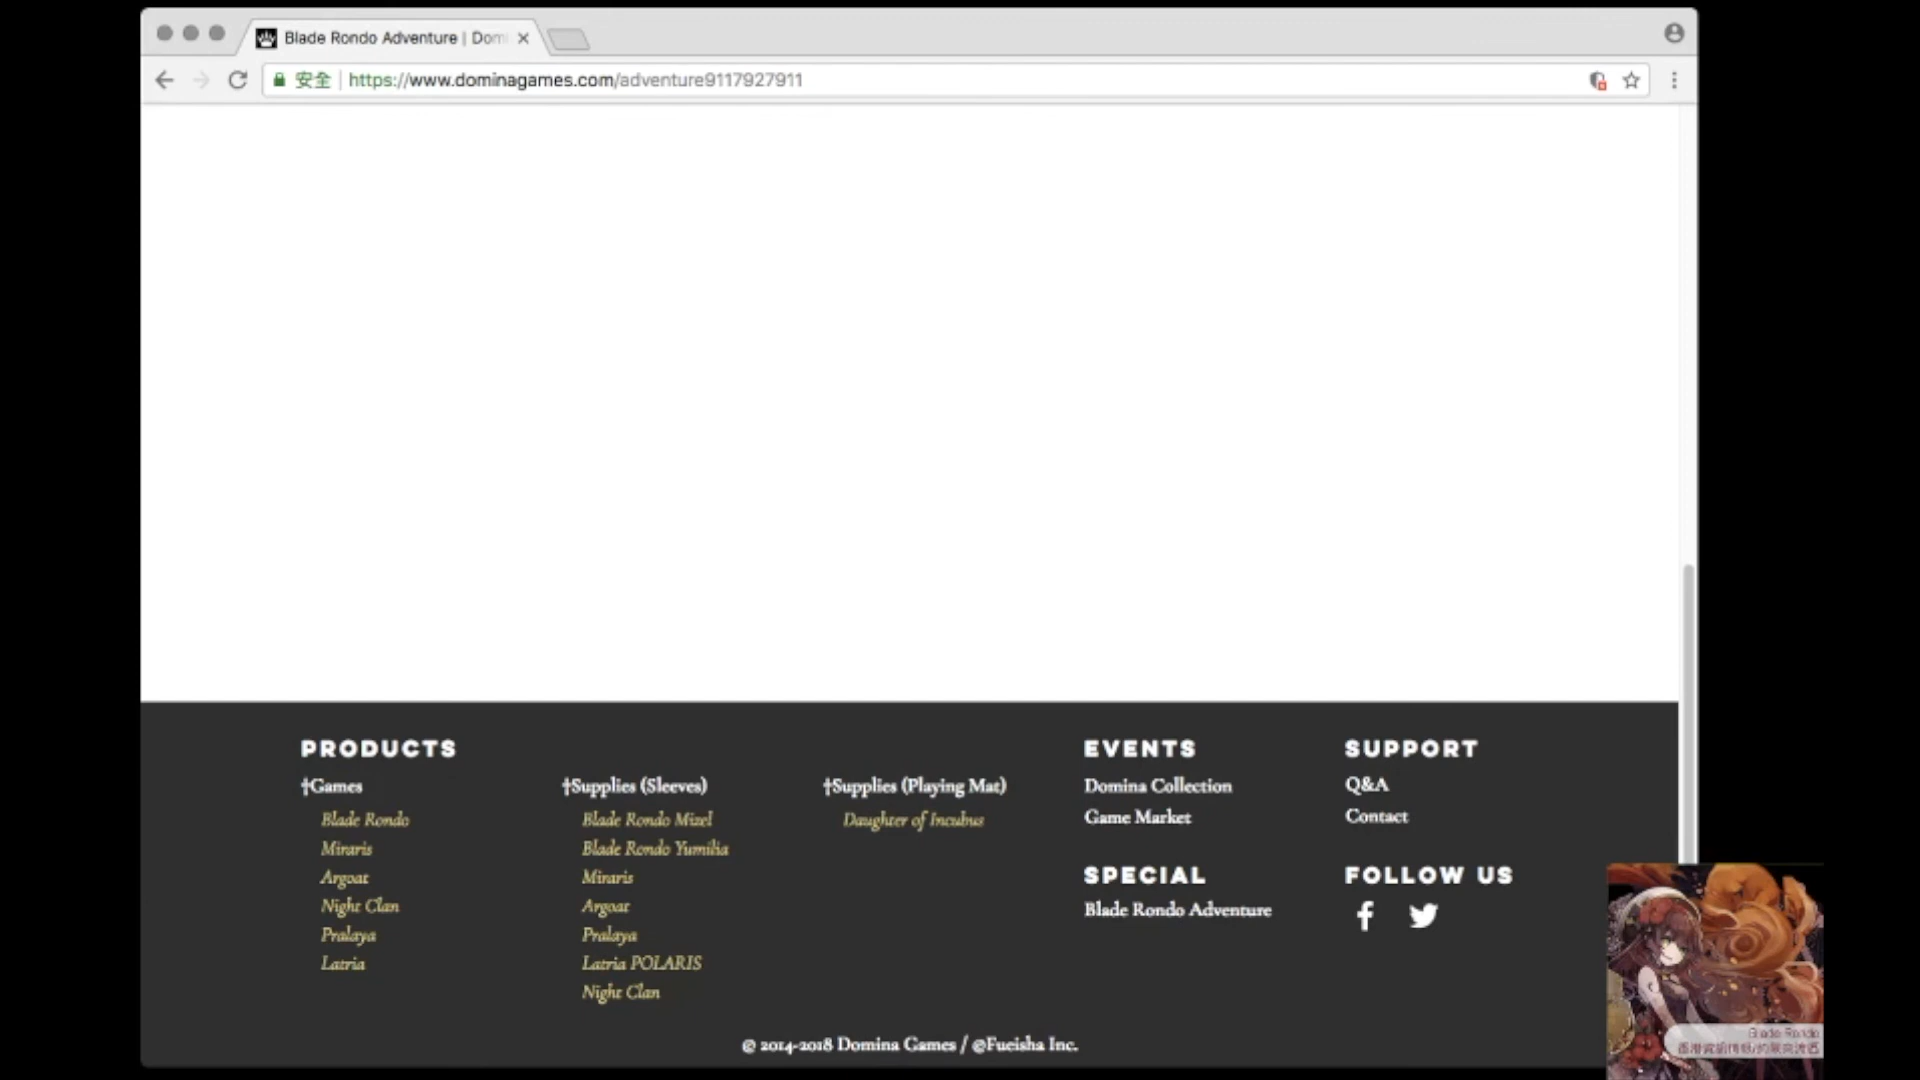 Blade Rondo Adventure | Dom
安全 https://www.dominagames.com/adventure9117927911
PRODUCTS
†Games
Blade Rondo
Miraris
Argoat
Night Clan
Pralaya
Latria
†Supplies (Sleeves)
Blade Rondo Mizel
Blade Rondo Yumilia
Miraris
Argoat
Pralaya
Latria POLARIS
Night Clan
†Supplies (Playing Mat)
Daughter of Incubus
EVENTS
Domina Collection
Game Market
SPECIAL
Blade Rondo Adventure
SUPPORT
Q&A
Contact
FOLLOW US
© 2014-2018 Domina Games / @Fueisha Inc.
Blade Rondo